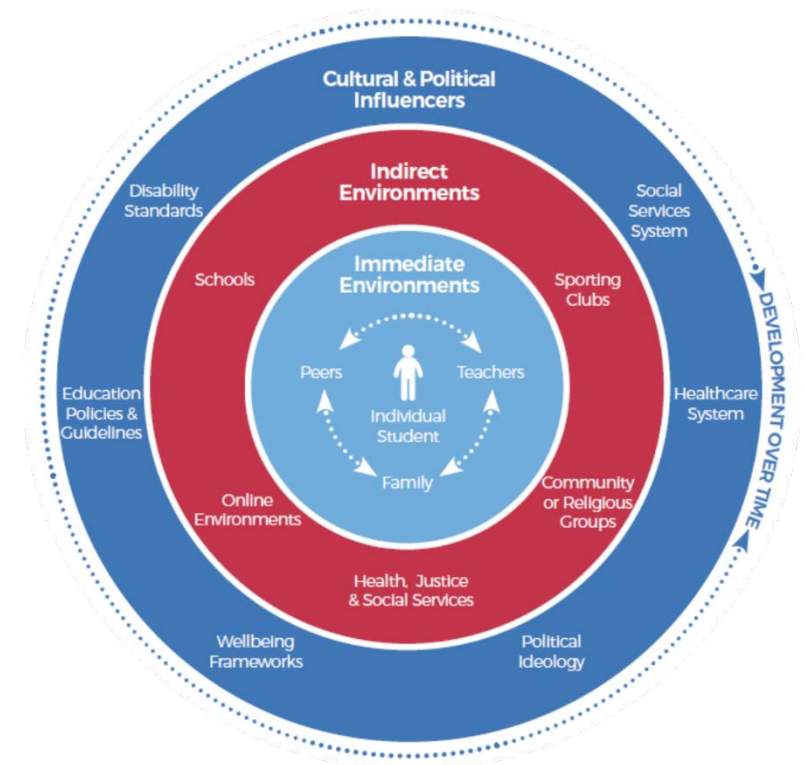 Cultural & Political
Influencers
Disability
Standards
Social
Services
System
Indirect
Environments
Schools
Sporting
Clubs
Immediate
Environments
Peers
Teachers
Individual
Student
Family
Education
Policies &
Guidelines
Healthcare
System
DEVELOPMENT OVER TIME
Online
Environments
Community
or Religious
Groups
Health, Justice
& Social Services
Wellbeing
Frameworks
Political
Ideology